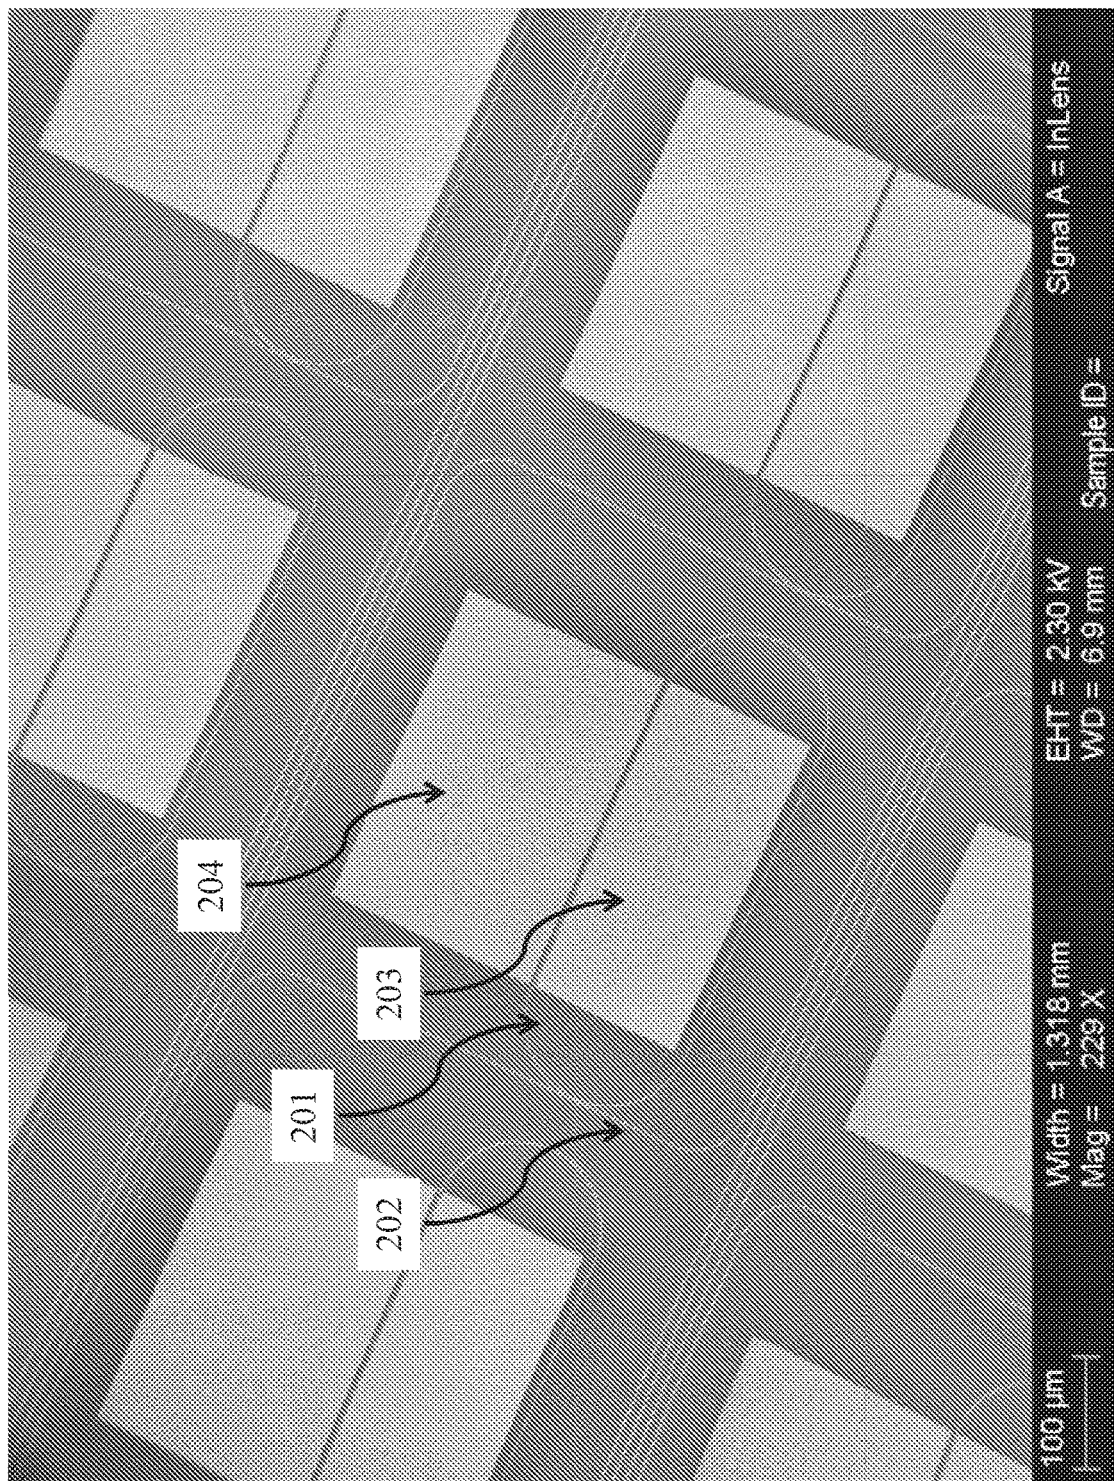 204
203
201
202
100 µm
Width = 1.318 mm
EHT = 2.30 kV
Signal A = InLens
Mag = 229 X
WD = 6.9 mm
Sample ID =